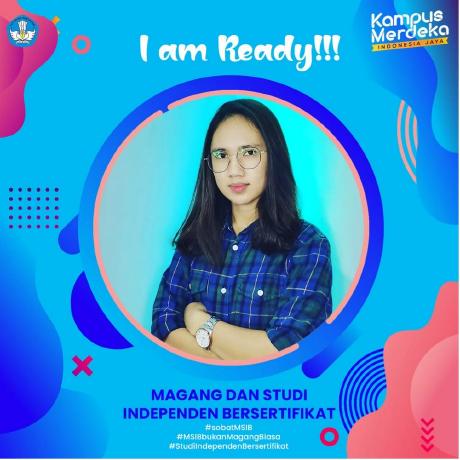 Kampus
Merdeka
INDONESIA JAYA
I am Ready!!!
MAGANG DAN STUDI
INDEPENDEN BERSERTIFIKAT
#sobatMSIB
#MSIBbukanMagangBiasa
#StudiIndependenBersertifikat